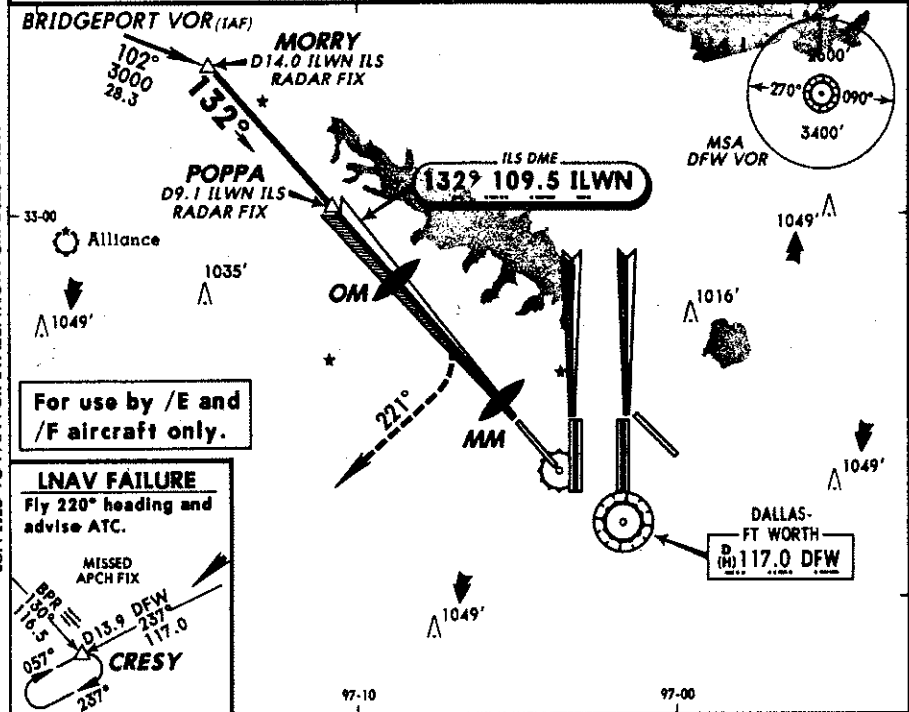 BRIDGEPORT VOR (IAF)
102°
3000
28.3
MORRY
D14.0 ILWN ILS
RADAR FIX
132°
POPPA
D9.1 ILWN ILS
RADAR FIX
ILS DME
132° 109.5 ILWN
270°
090°
3400'
MSA
DFW VOR
33-00
Alliance
1049'
1035'
1049'
1016'
OM
221°
MM
For use by /E and
/F aircraft only.
1049'
DALLAS-
FT WORTH
D
(H) 117.0 DFW
LNAV FAILURE
Fly 220° heading and
advise ATC.
MISSED
APCH FIX
BPR
130°
116.5
D13.9 DFW
237°
117.0
057°
CRESY
237°
1049'
97-10
97-00